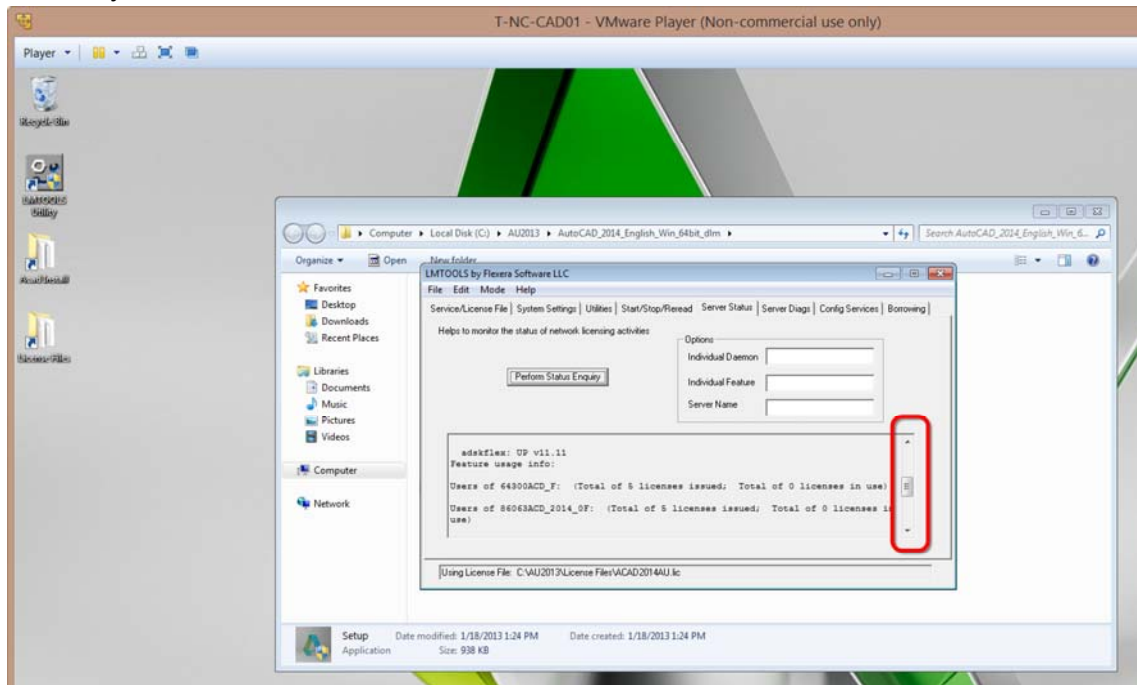 T-NC-CAD01 - VMware Player (Non-commercial use only)
Player
Recycle Bin
LMTOOLS
Utility
License Files
Computer Local Disk (C:) AU2013 AutoCAD_2014_English_Win_64bit_dlm
Search AutoCAD_2014_English_Win_6...
Organize Open New folder
LMTOOLS by Flexera Software LLC
File Edit Mode Help
Service/License File System Settings Utilities Start/Stop/Reread Server Status Server Diags Config Services Borrowing
Helps to monitor the status of network licensing activities
Options
Individual Daemon
Perform Status Enquiry
Individual Feature
Server Name
Favorites
Desktop
Downloads
Recent Places
Libraries
Documents
Music
Pictures
Videos
Computer
Network
adskflex: UP v11.11
Feature usage info:
Users of 64300ACD_F: (Total of 5 licenses issued; Total of 0 licenses in use)
Users of 86063ACD_2014_0F: (Total of 5 licenses issued; Total of 0 licenses in
use)
Using License File: C:\AU2013\License Files\ACAD2014AU.lic
Setup Date modified: 1/18/2013 1:24 PM Date created: 1/18/2013 1:24 PM
Application Size: 938 KB